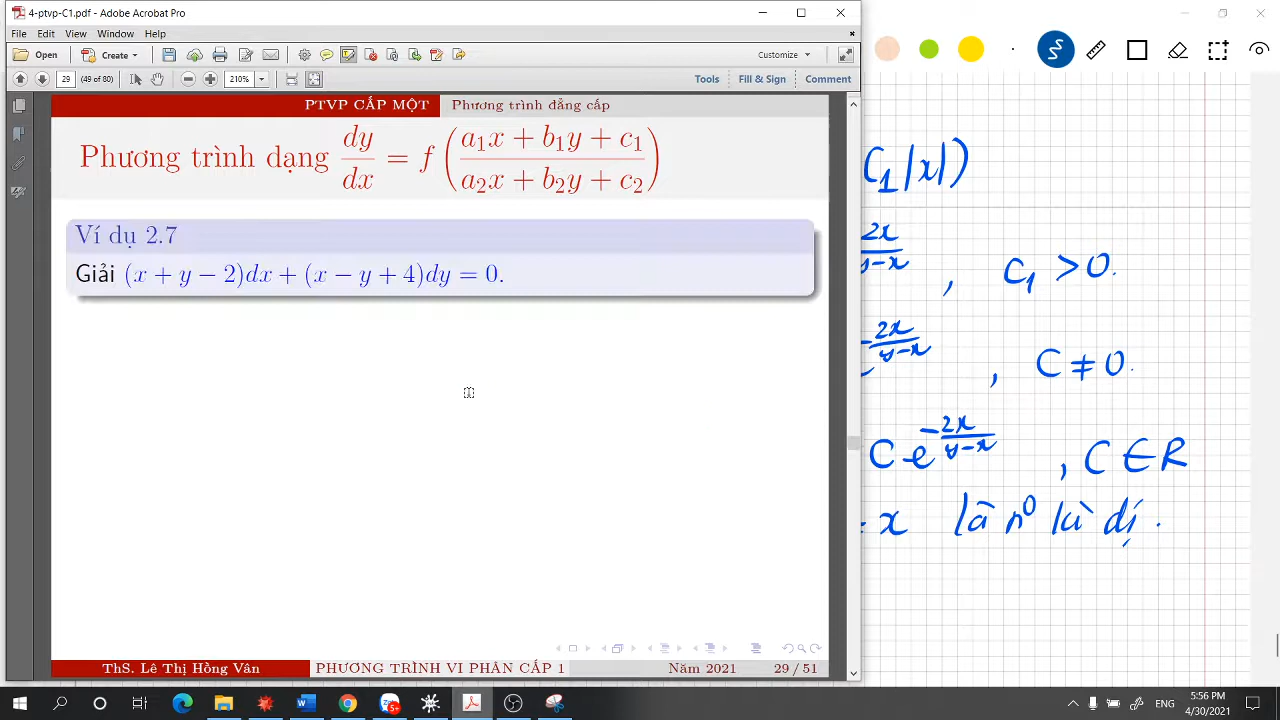 4-ptvp-C1.pdf - Adobe Acrobat Pro
File Edit View Window Help
Open Create Customize
29 (49 of 80) 210% Tools Fill & Sign Comment
PTVP CẤP MỘT Phương trình đẳng cấp
Phương trình dạng dy/dx = f ((a₁x + b₁y + c₁)/(a₂x + b₂y + c₂))
Ví dụ 2.7
Giải (x + y − 2)dx + (x − y + 4)dy = 0.
ThS. Lê Thị Hồng Vân PHƯƠNG TRÌNH VI PHÂN CẤP 1 Năm 2021 29 / 51
C₁|x|)
2x/y−x , C₁ > 0.
2x/y−x , C ≠ 0.
C e^(−2x/y−x) , C ∈ R
= x là n⁰ kì dị.
ENG 5:56 PM
4/30/2021